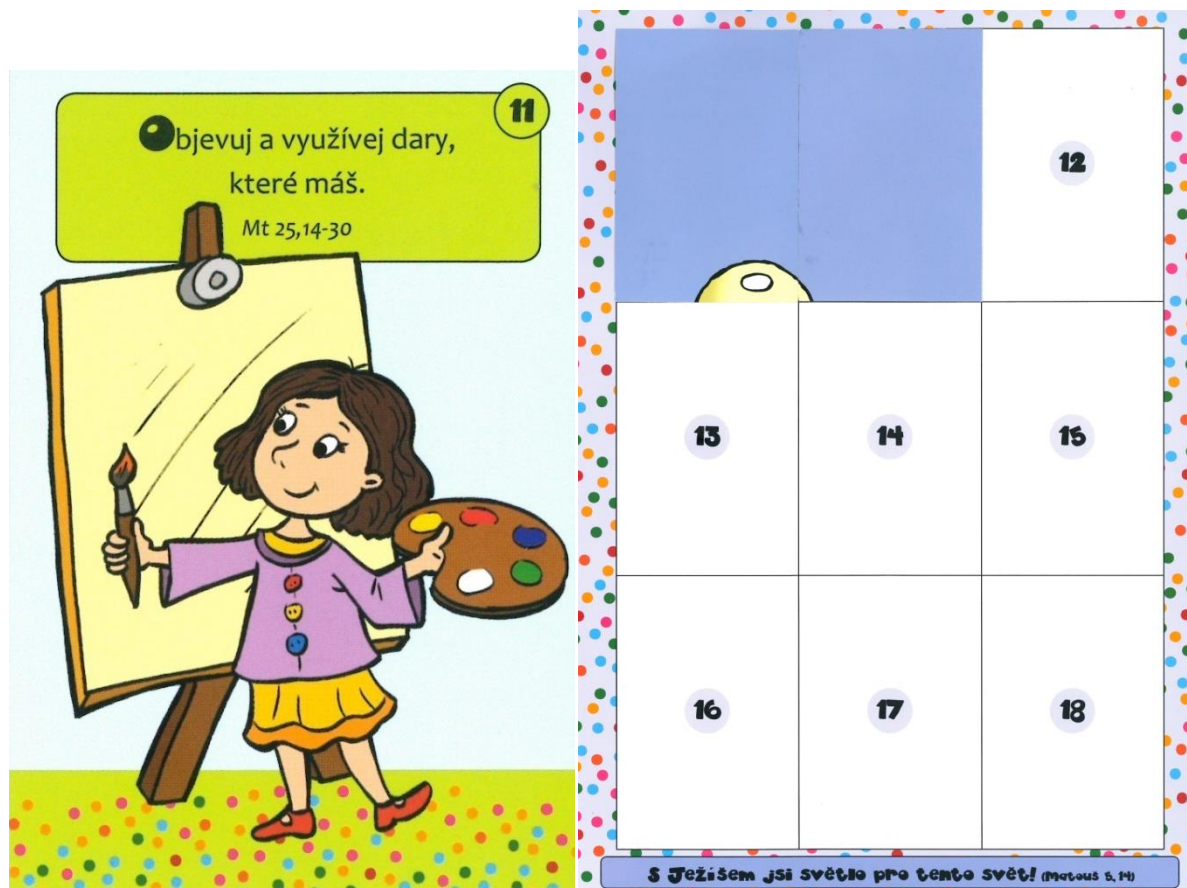 11
Objevuj a využívej dary,
které máš.
Mt 25,14-30
12
13
14
15
16
17
18
S Ježíšem jsi světlo pro tento svět! (Matouš 5, 14)